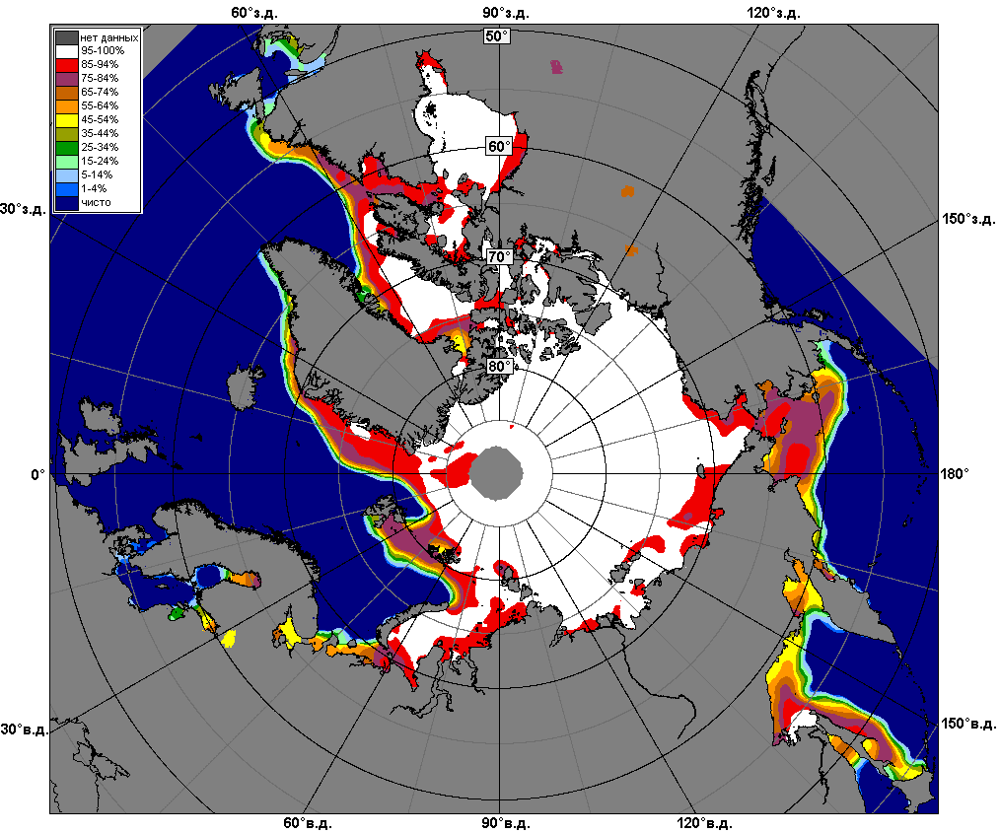 60°з.д.
90°з.д.
120°з.д.
50°
нет данных
95-100%
85-94%
75-84%
65-74%
55-64%
45-54%
35-44%
25-34%
15-24%
5-14%
1-4%
чисто
60°
30°з.д.
150°з.д.
70°
80°
0°
180°
30°в.д.
150°в.д.
60°в.д.
90°в.д.
120°в.д.